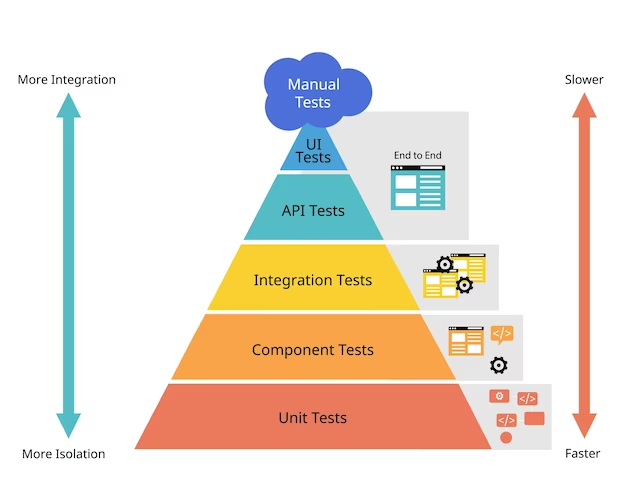 Manual
Tests
More Integration
Slower
UI
Tests
End to End
API Tests
Integration Tests
Component Tests
</>
Unit Tests
</>
</>
More Isolation
Faster